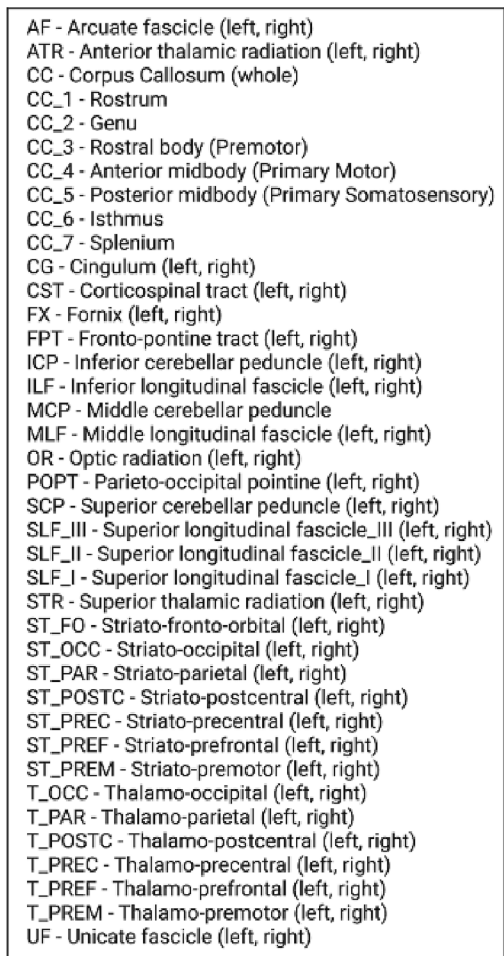 AF - Arcuate fascicle (left, right)
ATR - Anterior thalamic radiation (left, right)
CC - Corpus Callosum (whole)
CC_1 - Rostrum
CC_2 - Genu
CC_3 - Rostral body (Premotor)
CC_4 - Anterior midbody (Primary Motor)
CC_5 - Posterior midbody (Primary Somatosensory)
CC_6 - Isthmus
CC_7 - Splenium
CG - Cingulum (left, right)
CST - Corticospinal tract (left, right)
FX - Fornix (left, right)
FPT - Fronto-pontine tract (left, right)
ICP - Inferior cerebellar peduncle (left, right)
ILF - Inferior longitudinal fascicle (left, right)
MCP - Middle cerebellar peduncle
MLF - Middle longitudinal fascicle (left, right)
OR - Optic radiation (left, right)
POPT - Parieto-occipital pointine (left, right)
SCP - Superior cerebellar peduncle (left, right)
SLF_III - Superior longitudinal fascicle_III (left, right)
SLF_II - Superior longitudinal fascicle_II (left, right)
SLF_I - Superior longitudinal fascicle_I (left, right)
STR - Superior thalamic radiation (left, right)
ST_FO - Striato-fronto-orbital (left, right)
ST_OCC - Striato-occipital (left, right)
ST_PAR - Striato-parietal (left, right)
ST_POSTC - Striato-postcentral (left, right)
ST_PREC - Striato-precentral (left, right)
ST_PREF - Striato-prefrontal (left, right)
ST_PREM - Striato-premotor (left, right)
T_OCC - Thalamo-occipital (left, right)
T_PAR - Thalamo-parietal (left, right)
T_POSTC - Thalamo-postcentral (left, right)
T_PREC - Thalamo-precentral (left, right)
T_PREF - Thalamo-prefrontal (left, right)
T_PREM - Thalamo-premotor (left, right)
UF - Unicate fascicle (left, right)